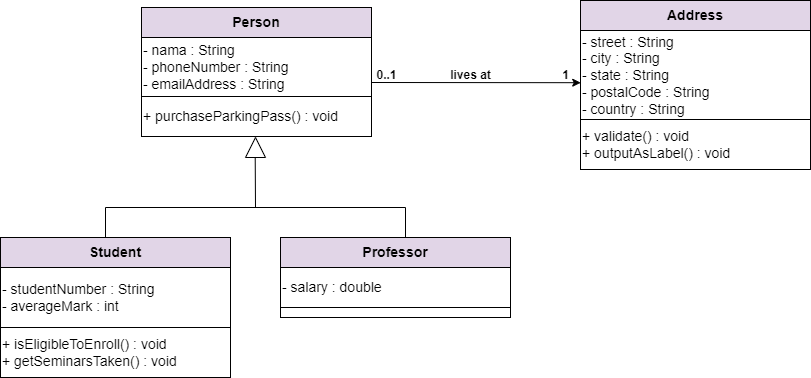 Person
- nama : String
- phoneNumber : String
- emailAddress : String
+ purchaseParkingPass() : void
0..1
lives at
1
Address
- street : String
- city : String
- state : String
- postalCode : String
- country : String
+ validate() : void
+ outputAsLabel() : void
Student
- studentNumber : String
- averageMark : int
+ isEligibleToEnroll() : void
+ getSeminarsTaken() : void
Professor
- salary : double